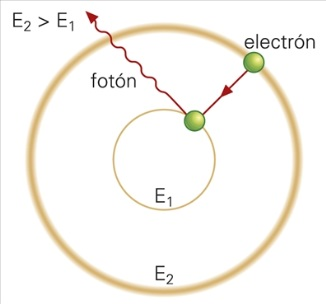 E₂ > E₁
electrón
fotón
E₁
E₂